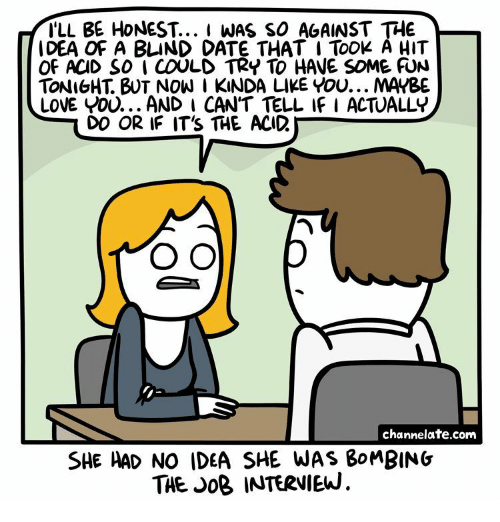 I'LL BE HONEST... I WAS SO AGAINST THE
IDEA OF A BLIND DATE THAT I TOOK A HIT
OF ACID SO I COULD TRY TO HAVE SOME FUN
TONIGHT. BUT NOW I KINDA LIKE YOU... MAYBE
LOVE YOU... AND I CAN'T TELL IF I ACTUALLY
DO OR IF IT'S THE ACID.
channelate.com
SHE HAD NO IDEA SHE WAS BOMBING
THE JOB INTERVIEW.